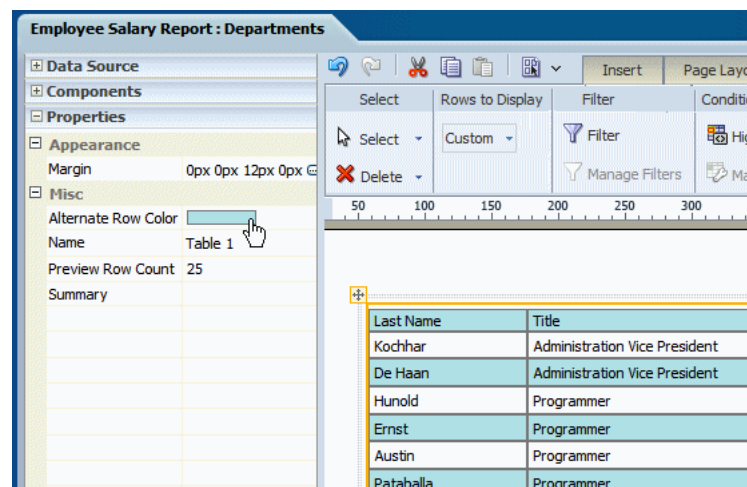 Employee Salary Report : Departments
Data Source
Components
Properties
Appearance
Margin 0px 0px 12px 0px
Misc
Alternate Row Color
Name Table 1
Preview Row Count 25
Summary
Insert Page Layo
Select Rows to Display Filter Conditi
Select Custom Filter Hig
Delete Manage Filters Ma
50 100 150 200 250 300
Last Name Title
Kochhar Administration Vice President
De Haan Administration Vice President
Hunold Programmer
Ernst Programmer
Austin Programmer
Pataballa Programmer